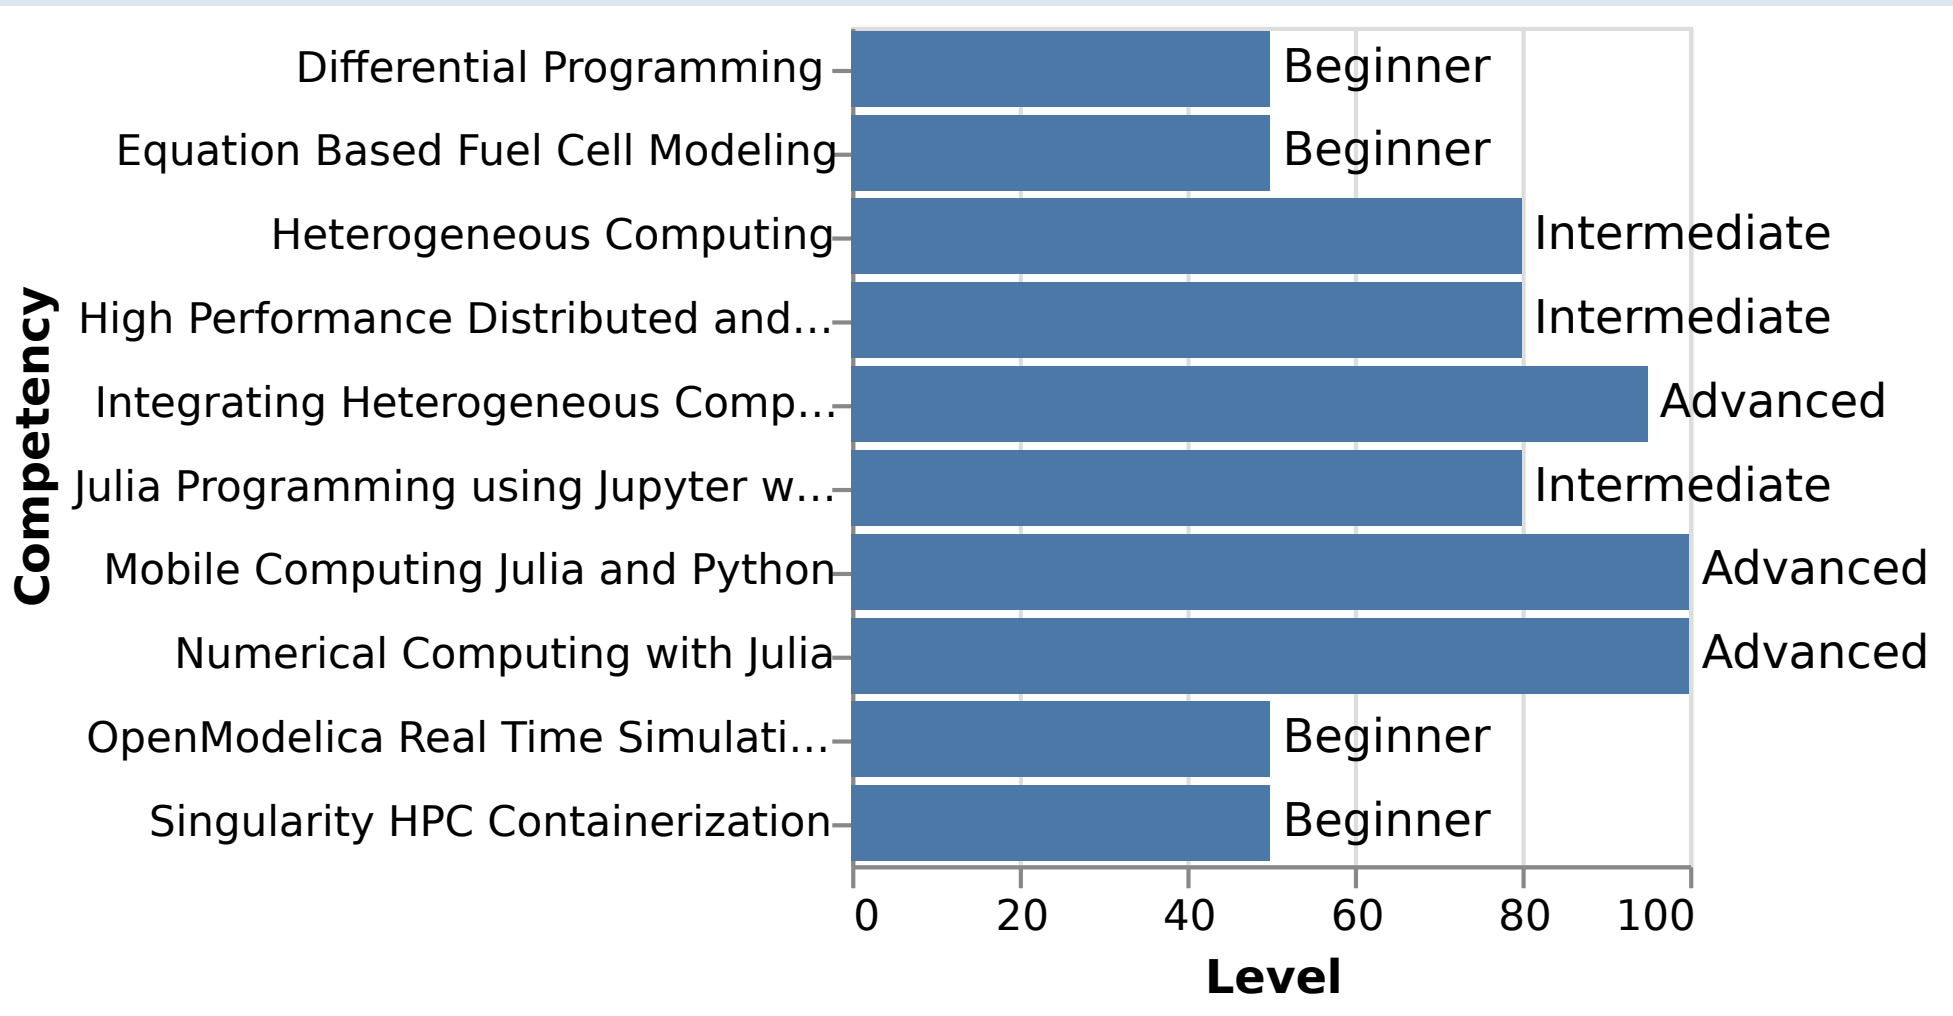 Differential Programming Beginner
Equation Based Fuel Cell Modeling Beginner
Heterogeneous Computing Intermediate
High Performance Distributed and... Intermediate
Integrating Heterogeneous Comp... Advanced
Julia Programming using Jupyter w... Intermediate
Mobile Computing Julia and Python Advanced
Numerical Computing with Julia Advanced
OpenModelica Real Time Simulati... Beginner
Singularity HPC Containerization Beginner
Competency
0 20 40 60 80 100
Level